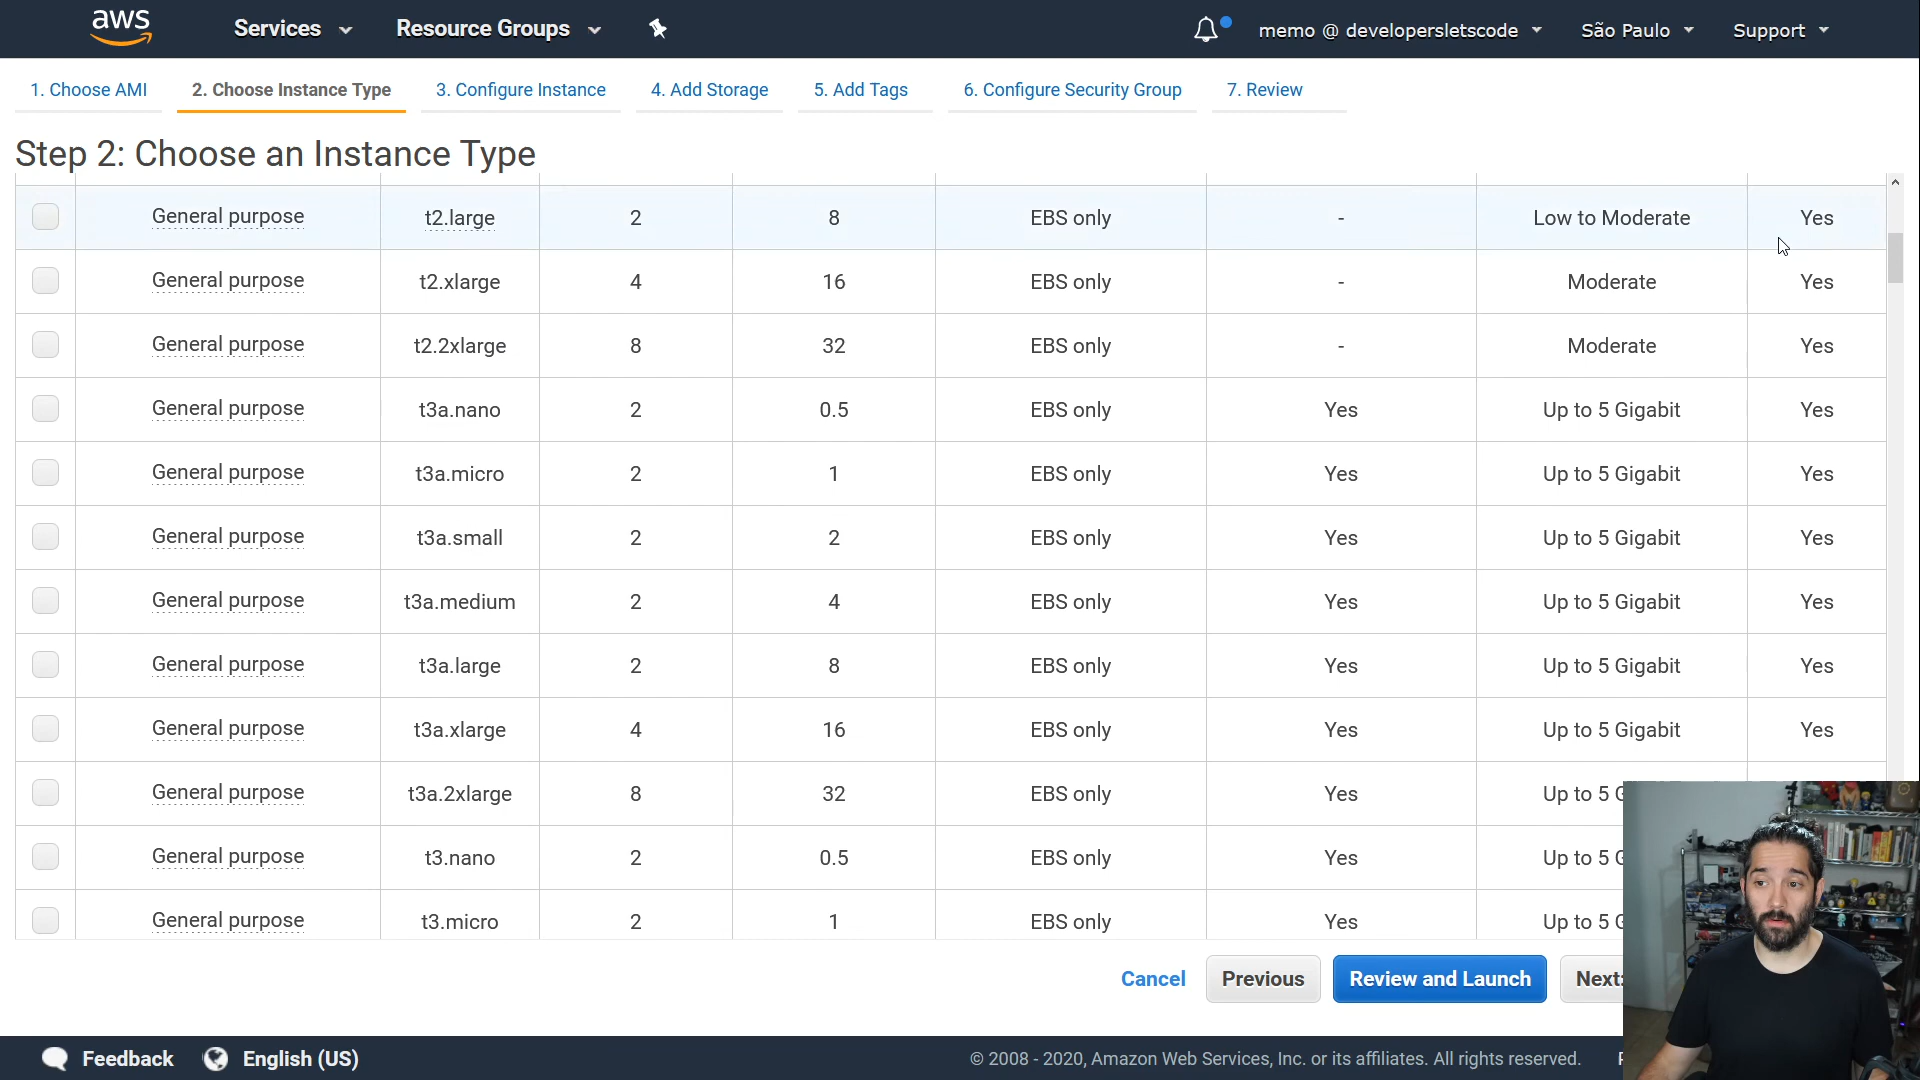 aws Services Resource Groups memo @ developersletscode São Paulo Support
1. Choose AMI 2. Choose Instance Type 3. Configure Instance 4. Add Storage 5. Add Tags 6. Configure Security Group 7. Review
Step 2: Choose an Instance Type
General purpose t2.large 2 8 EBS only - Low to Moderate Yes
General purpose t2.xlarge 4 16 EBS only - Moderate Yes
General purpose t2.2xlarge 8 32 EBS only - Moderate Yes
General purpose t3a.nano 2 0.5 EBS only Yes Up to 5 Gigabit Yes
General purpose t3a.micro 2 1 EBS only Yes Up to 5 Gigabit Yes
General purpose t3a.small 2 2 EBS only Yes Up to 5 Gigabit Yes
General purpose t3a.medium 2 4 EBS only Yes Up to 5 Gigabit Yes
General purpose t3a.large 2 8 EBS only Yes Up to 5 Gigabit Yes
General purpose t3a.xlarge 4 16 EBS only Yes Up to 5 Gigabit Yes
General purpose t3a.2xlarge 8 32 EBS only Yes Up to 5 G
General purpose t3.nano 2 0.5 EBS only Yes Up to 5 G
General purpose t3.micro 2 1 EBS only Yes Up to 5 G
Cancel Previous Review and Launch Next:
Feedback English (US) © 2008 - 2020, Amazon Web Services, Inc. or its affiliates. All rights reserved.